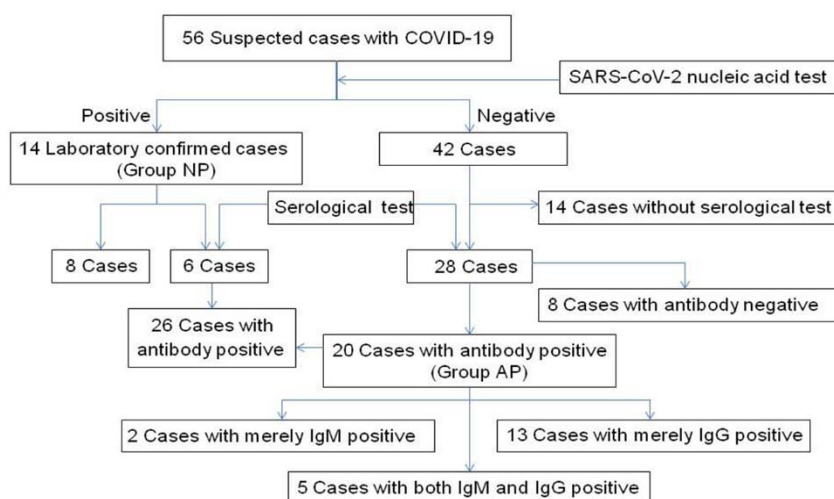 56 Suspected cases with COVID-19
SARS-CoV-2 nucleic acid test
Positive
Negative
14 Laboratory confirmed cases
(Group NP)
42 Cases
Serological test
14 Cases without serological test
8 Cases
6 Cases
28 Cases
8 Cases with antibody negative
26 Cases with
antibody positive
20 Cases with antibody positive
(Group AP)
2 Cases with merely IgM positive
13 Cases with merely IgG positive
5 Cases with both IgM and IgG positive